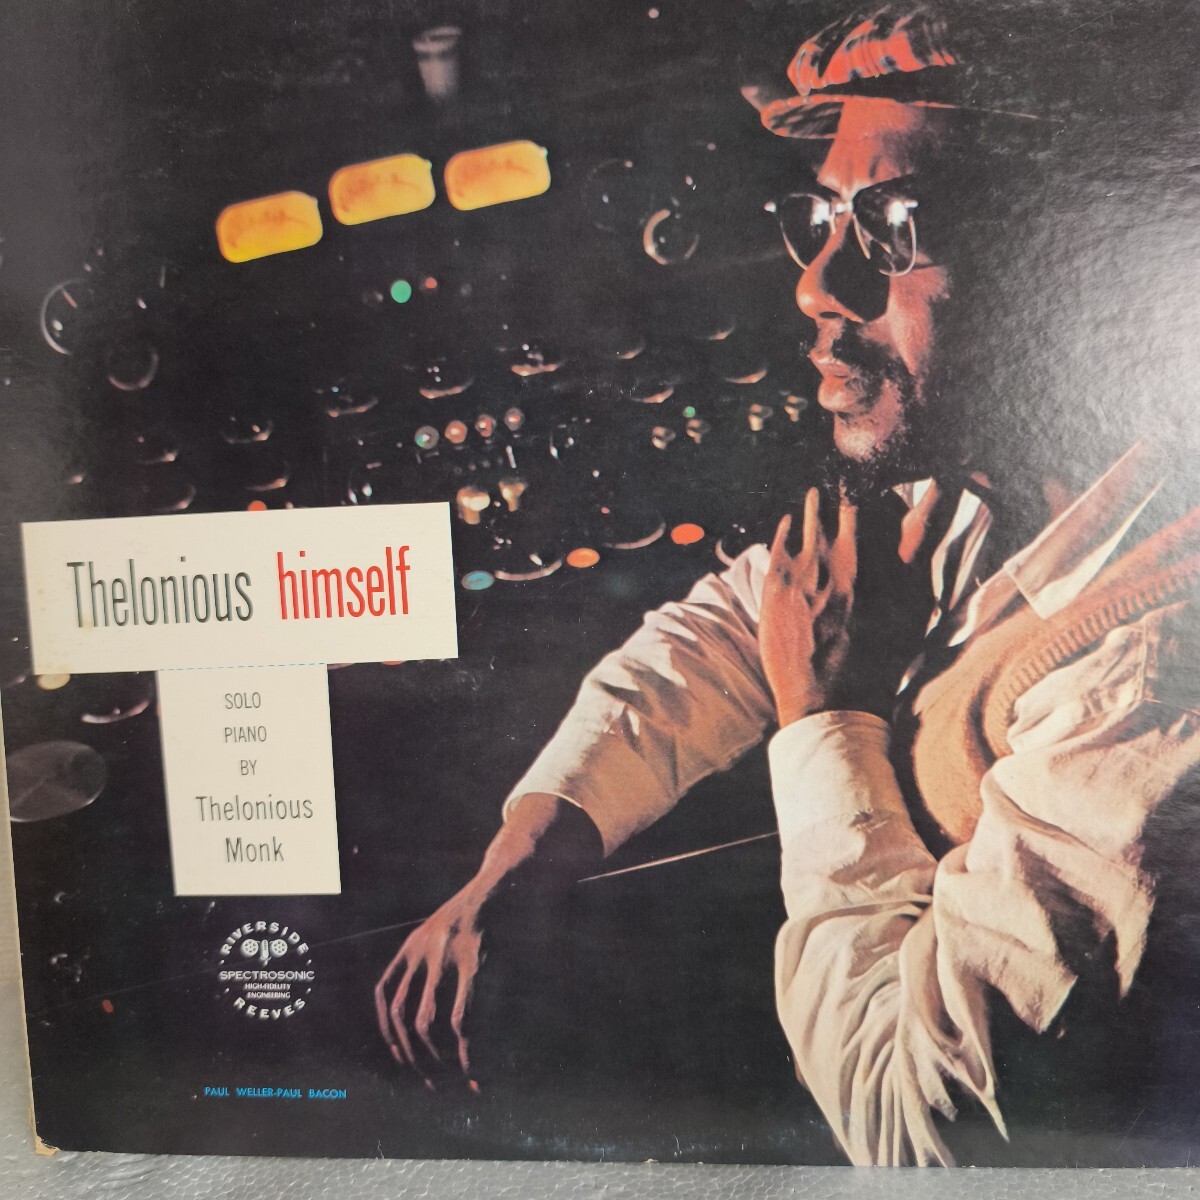 Thelonious himself
SOLO
PIANO
BY
Thelonious
Monk
RIVERSIDE
SPECTROSONIC
HIGH-FIDELITY
ENGINEERING
REEVES
PAUL WELLER-PAUL BACON